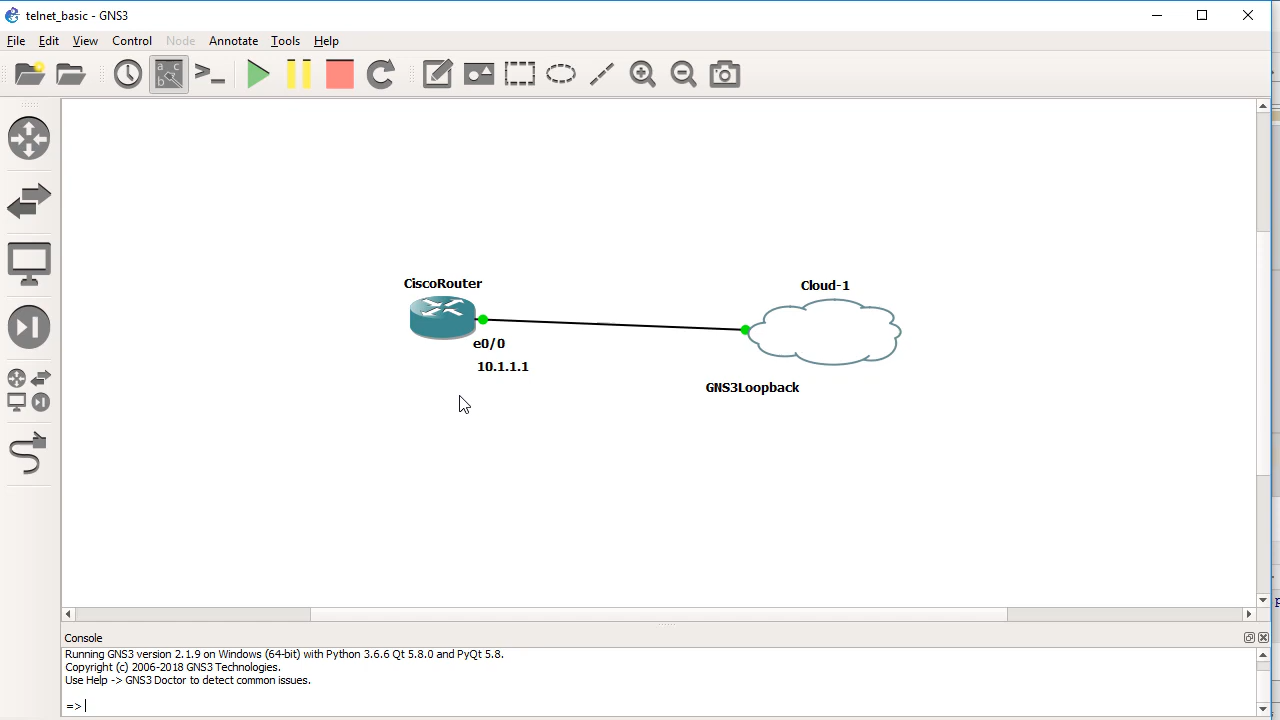 telnet_basic - GNS3
File Edit View Control Node Annotate Tools Help
CiscoRouter
Cloud-1
e0/0
10.1.1.1
GNS3Loopback
Console
Running GNS3 version 2.1.9 on Windows (64-bit) with Python 3.6.6 Qt 5.8.0 and PyQt 5.8.
Copyright (c) 2006-2018 GNS3 Technologies.
Use Help -> GNS3 Doctor to detect common issues.
=>